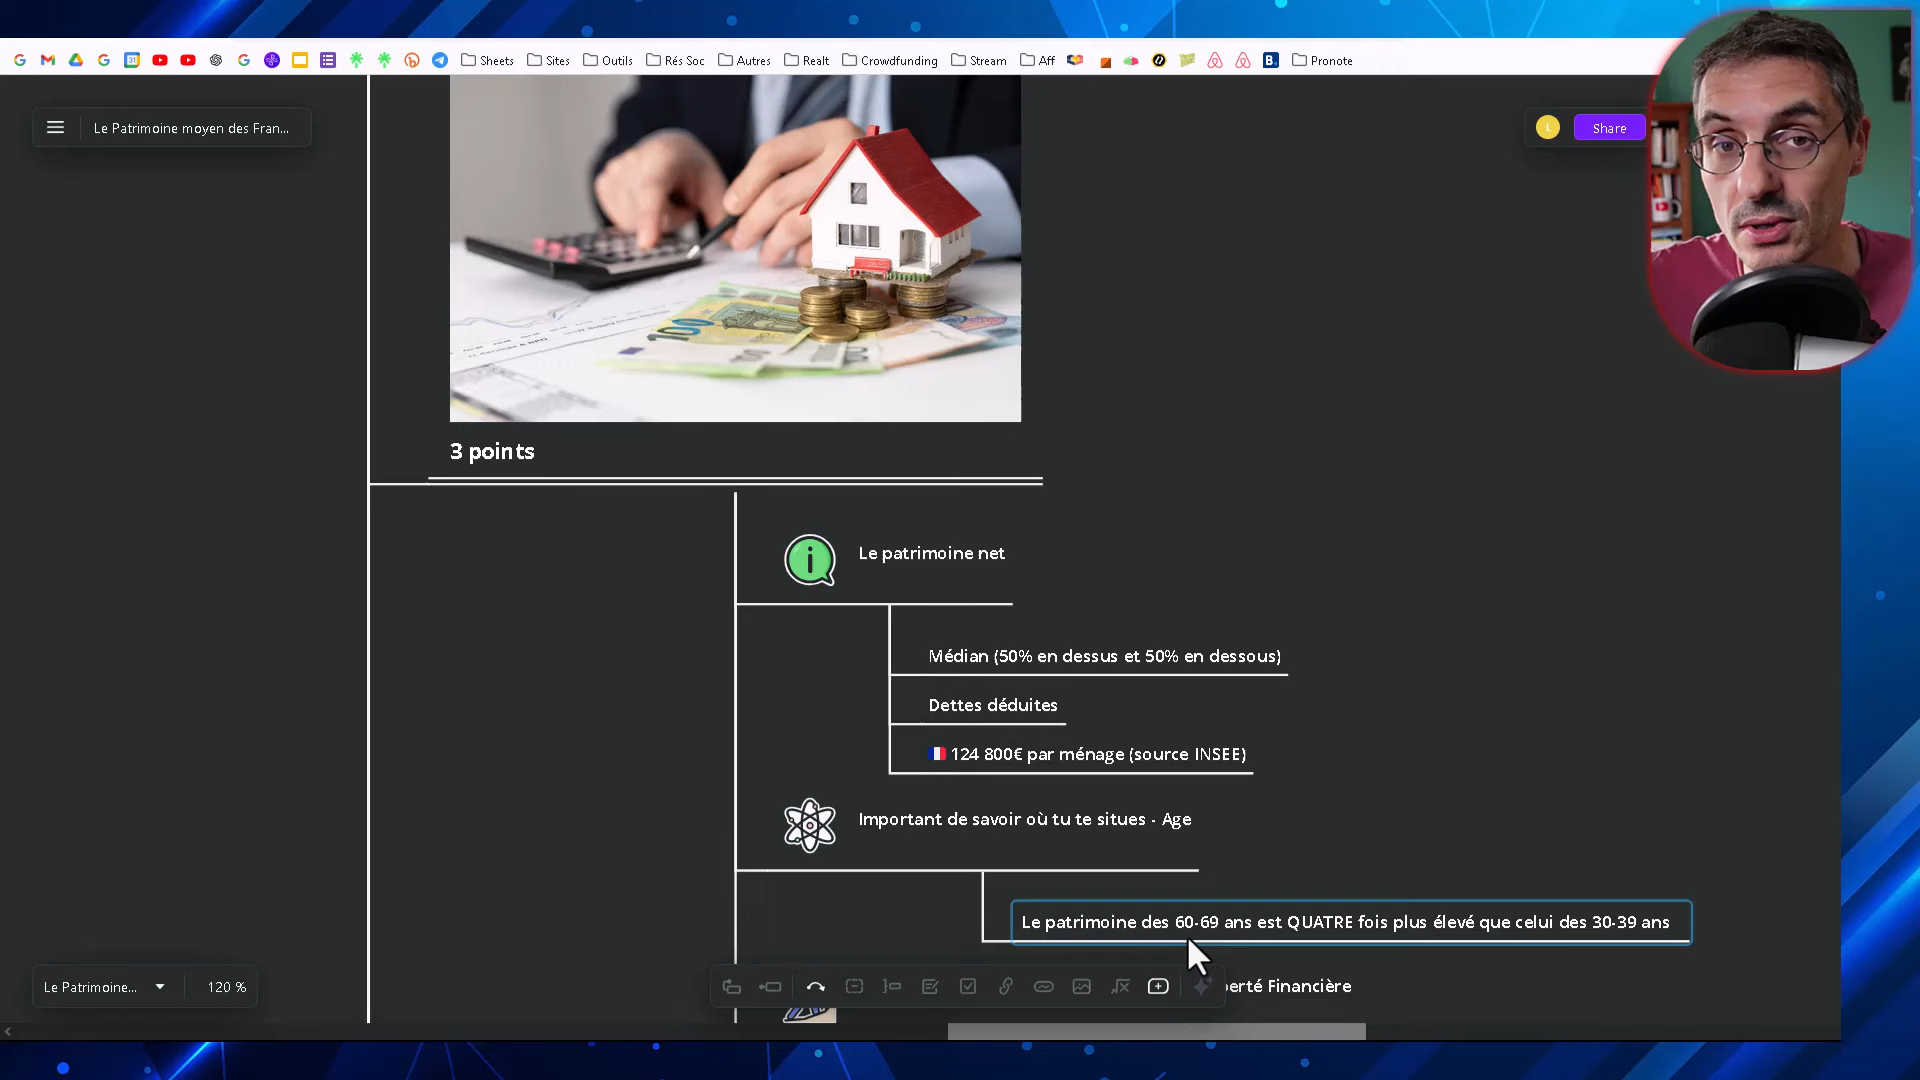 Sheets
Sites
Outils
Rés Soc
Autres
Realt
Crowdfunding
Stream
Aff
B.
Pronote
Le Patrimoine moyen des Fran...
L
Share
100
3 points
Le patrimoine net
Médian (50% en dessus et 50% en dessous)
Dettes déduites
🇫🇷 124 800€ par ménage (source INSEE)
Important de savoir où tu te situes - Age
Le patrimoine des 60-69 ans est QUATRE fois plus élevé que celui des 30-39 ans
Le Patrimoine...
120 %
erté Financière